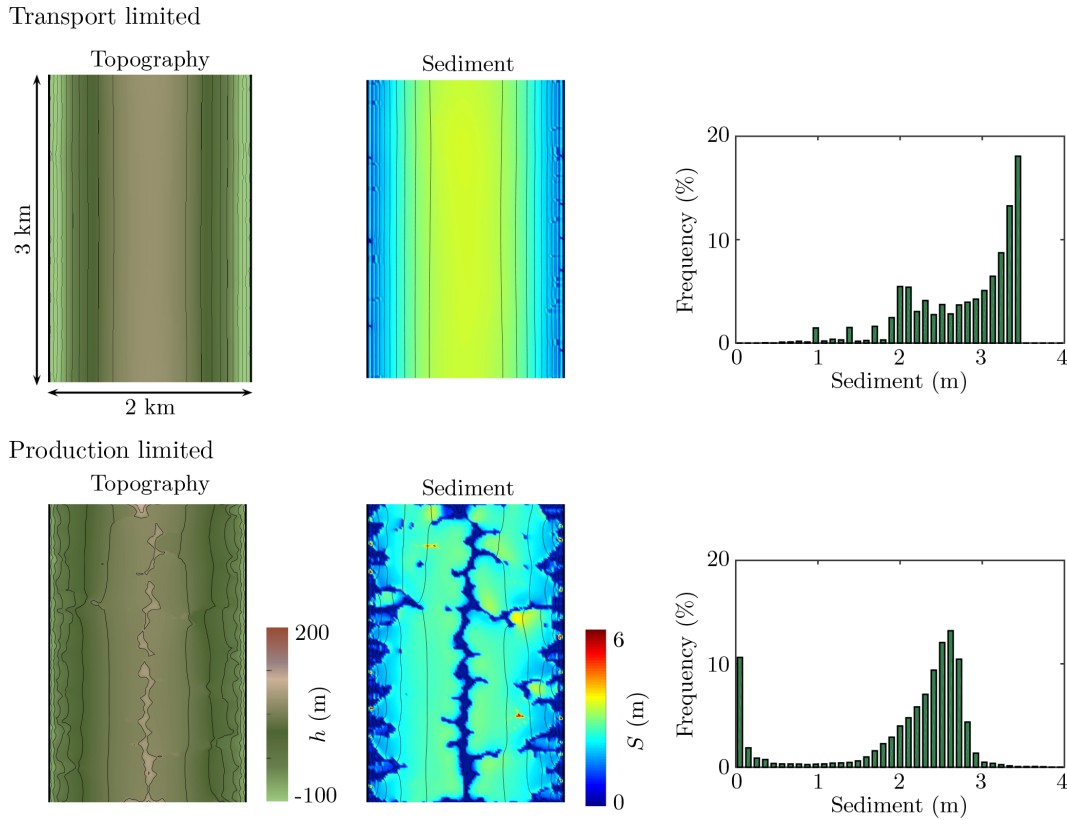 Transport limited
Topography
Sediment
3 km
2 km
20
10
0
Frequency (%)
0 1 2 3 4
Sediment (m)
Production limited
Topography
Sediment
200
-100
h (m)
6
0
S (m)
20
10
0
Frequency (%)
0 1 2 3 4
Sediment (m)